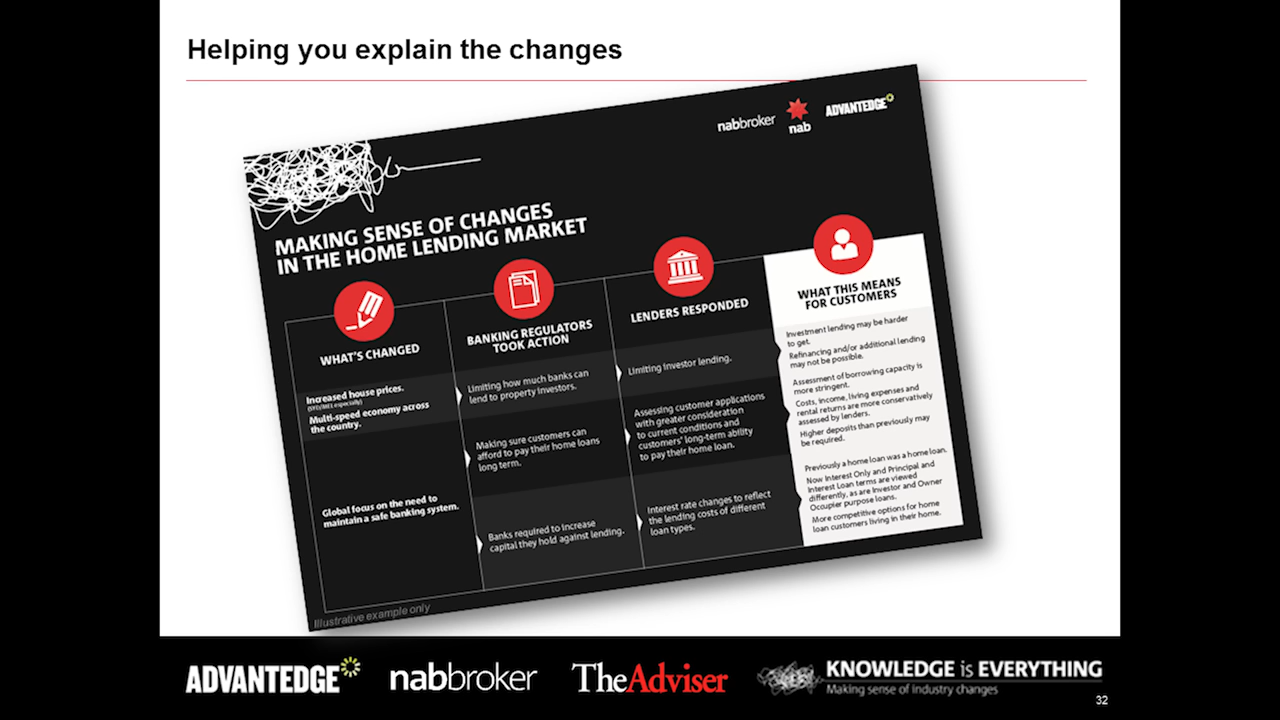 Helping you explain the changes
nabbroker
nab
ADVANTEDGE
MAKING SENSE OF CHANGES
IN THE HOME LENDING MARKET
WHAT'S CHANGED
Increased house prices.
(SYD/MEL especially)
Multi-speed economy across
the country.
Global focus on the need to
maintain a safe banking system.
BANKING REGULATORS
TOOK ACTION
Limiting how much banks can
lend to property investors.
Making sure customers can
afford to pay their home loans
long term.
Banks required to increase
capital they hold against lending.
LENDERS RESPONDED
Limiting investor lending.
Assessing customer applications
with greater consideration
to current conditions and
customers' long-term ability
to pay their home loan.
Interest rate changes to reflect
the lending costs of different
loan types.
WHAT THIS MEANS
FOR CUSTOMERS
Investment lending may be harder
to get.
Refinancing and/or additional lending
may not be possible.
Assessment of borrowing capacity is
more stringent.
Costs, income, living expenses and
rental returns are more conservatively
assessed by lenders.
Higher deposits than previously may
be required.
Previously a home loan was a home loan.
Now Interest Only and Principal and
Interest Loan terms are viewed
differently, as are Investor and Owner
Occupier purpose loans.
More competitive options for home
loan customers living in their home.
Illustrative example only
ADVANTEDGE
nabbroker
TheAdviser
KNOWLEDGE is EVERYTHING
Making sense of industry changes
32